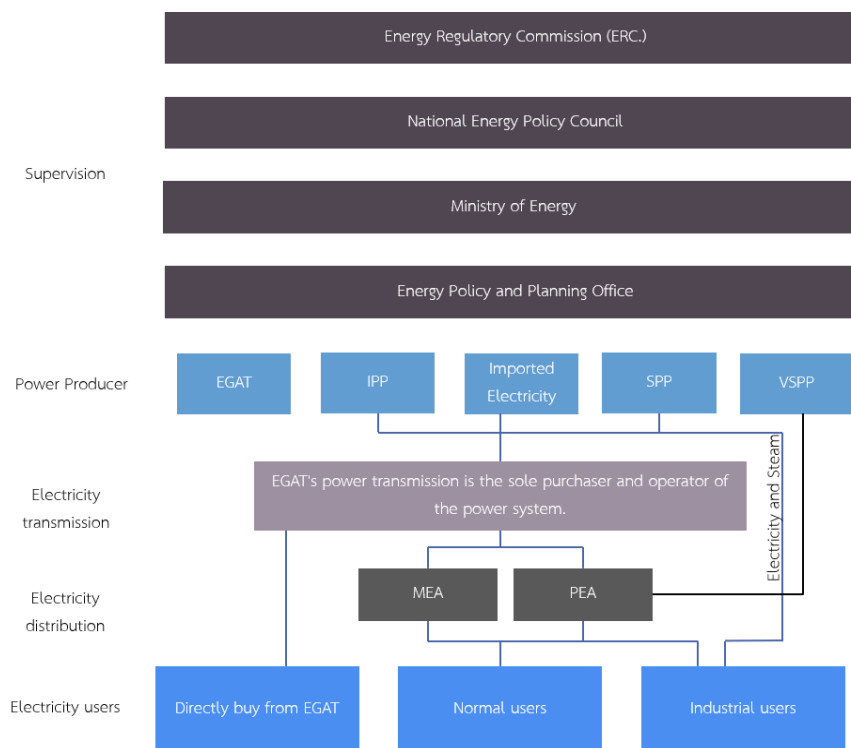 Energy Regulatory Commission (ERC.)
National Energy Policy Council
Supervision
Ministry of Energy
Energy Policy and Planning Office
Power Producer
EGAT
IPP
Imported
Electricity
SPP
VSPP
Electricity
transmission
EGAT's power transmission is the sole purchaser and operator of
the power system.
Electricity and Steam
Electricity
distribution
MEA
PEA
Electricity users
Directly buy from EGAT
Normal users
Industrial users